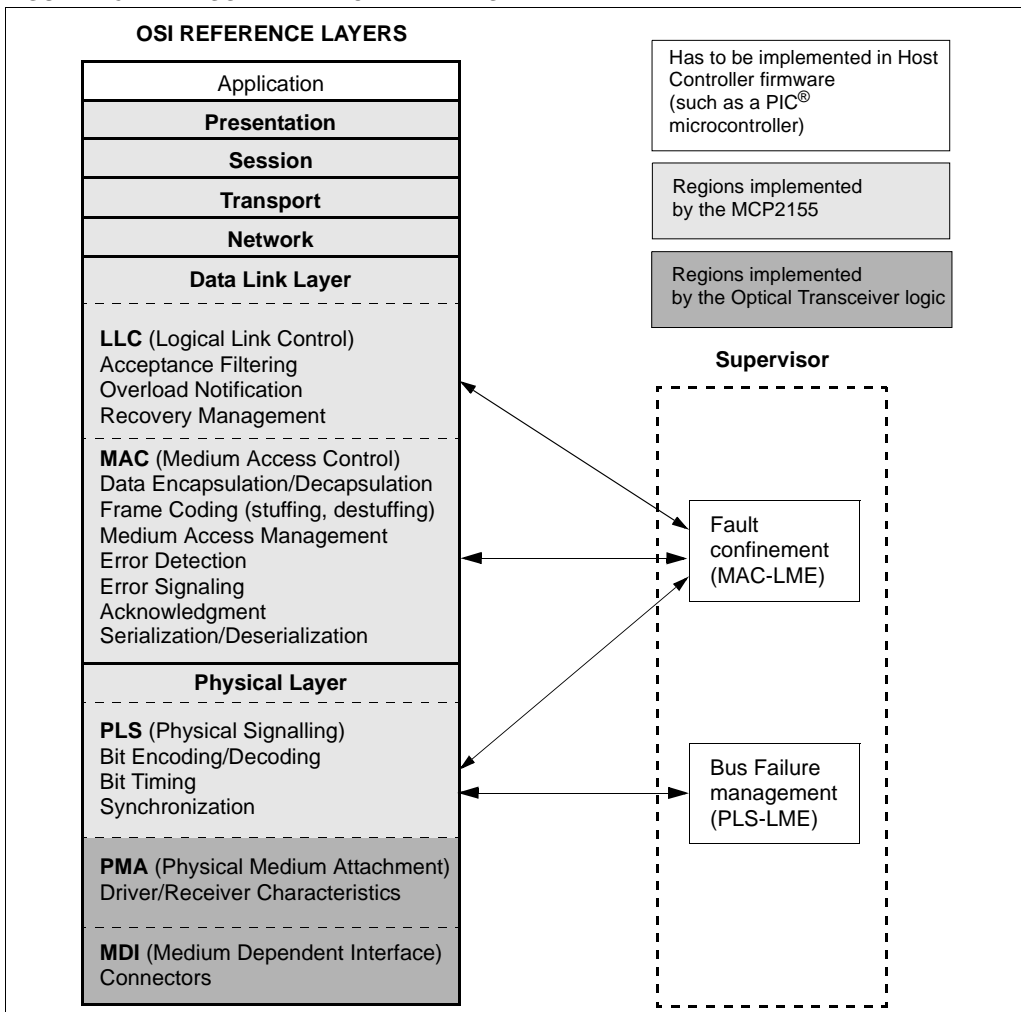 OSI REFERENCE LAYERS
Application
Presentation
Session
Transport
Network
Data Link Layer
LLC (Logical Link Control)
Acceptance Filtering
Overload Notification
Recovery Management
MAC (Medium Access Control)
Data Encapsulation/Decapsulation
Frame Coding (stuffing, destuffing)
Medium Access Management
Error Detection
Error Signaling
Acknowledgment
Serialization/Deserialization
Physical Layer
PLS (Physical Signalling)
Bit Encoding/Decoding
Bit Timing
Synchronization
PMA (Physical Medium Attachment)
Driver/Receiver Characteristics
MDI (Medium Dependent Interface)
Connectors
Has to be implemented in Host
Controller firmware
(such as a PIC®
microcontroller)
Regions implemented
by the MCP2155
Regions implemented
by the Optical Transceiver logic
Supervisor
Fault
confinement
(MAC-LME)
Bus Failure
management
(PLS-LME)